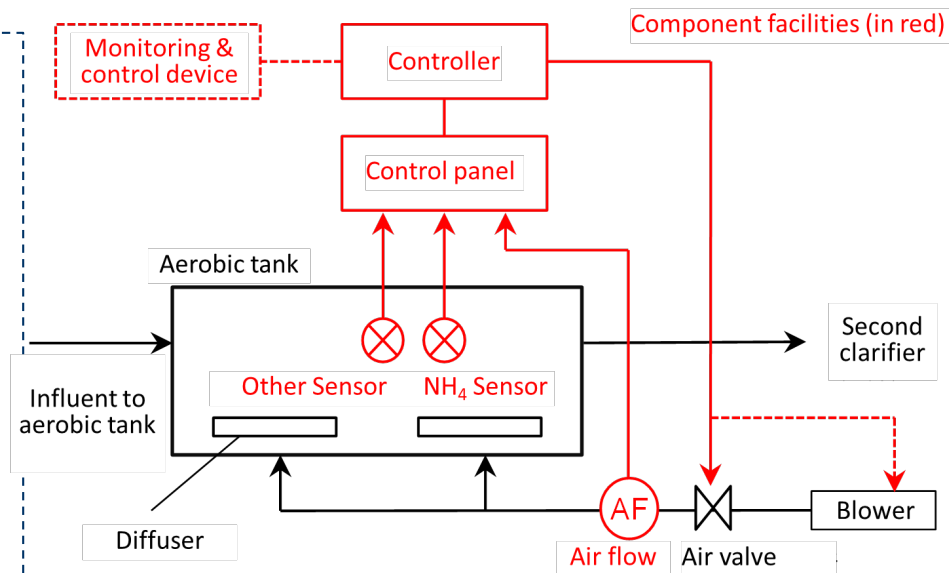 Component facilities (in red)
Monitoring &
control device
Controller
Control panel
Aerobic tank
Second
clarifier
Influent to
aerobic tank
Other Sensor
NH₄ Sensor
Diffuser
AF
Air flow
Air valve
Blower